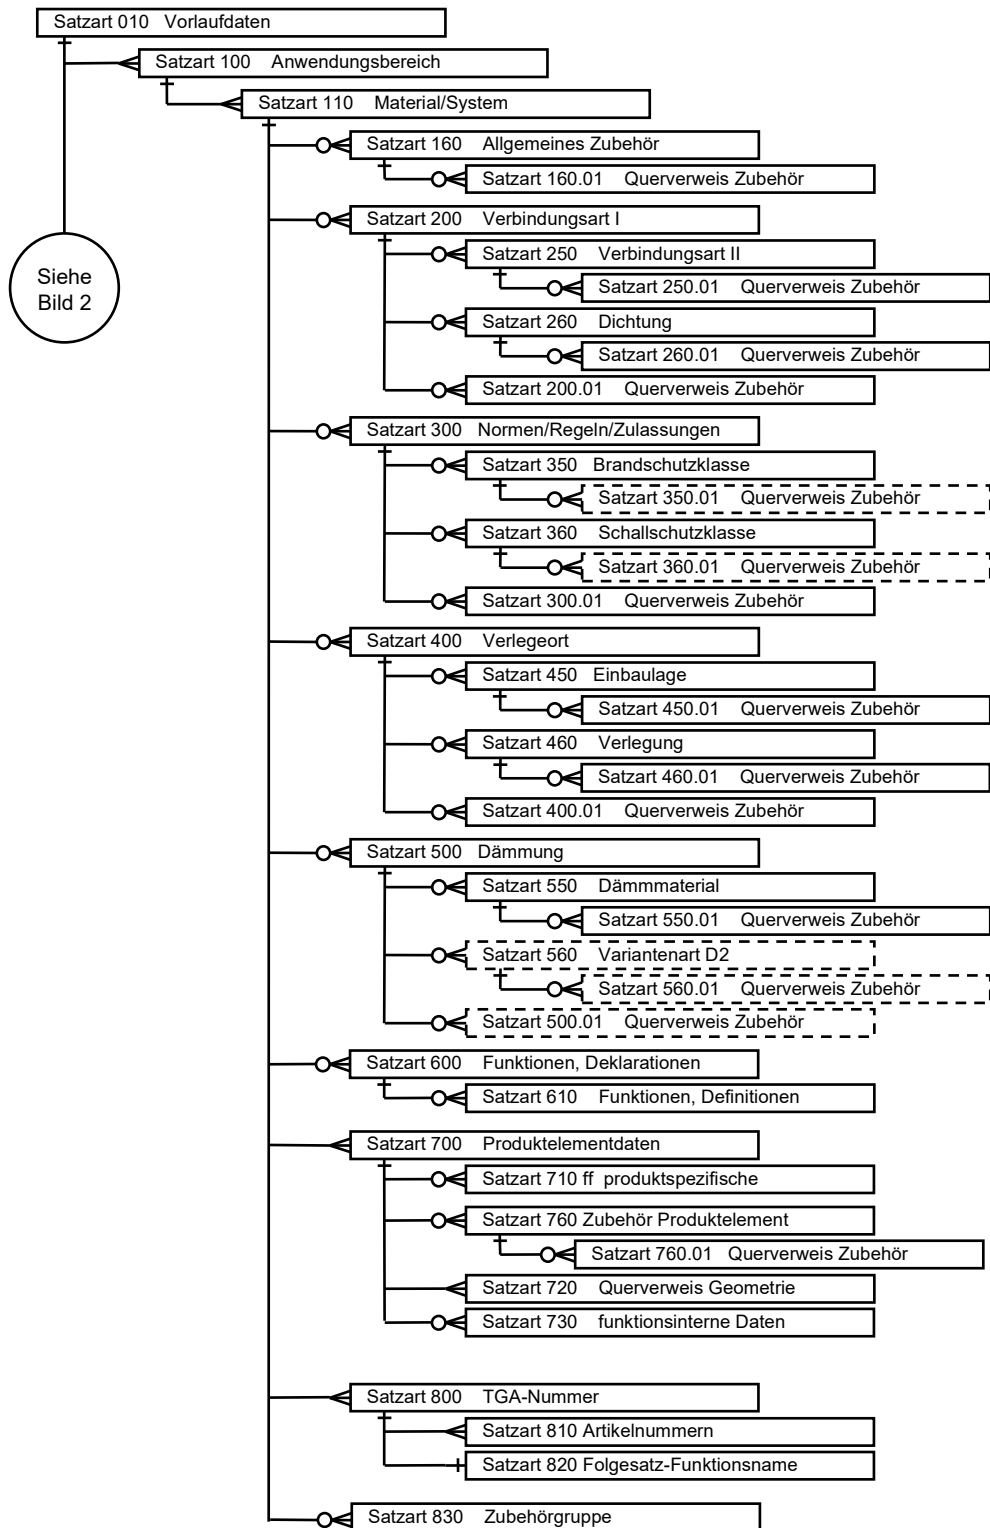 Satzart 010 Vorlaufdaten
Satzart 100 Anwendungsbereich
Satzart 110 Material/System
Satzart 160 Allgemeines Zubehör
Satzart 160.01 Querverweis Zubehör
Satzart 200 Verbindungsart I
Satzart 250 Verbindungsart II
Siehe
Bild 2
Satzart 250.01 Querverweis Zubehör
Satzart 260 Dichtung
Satzart 260.01 Querverweis Zubehör
Satzart 200.01 Querverweis Zubehör
Satzart 300 Normen/Regeln/Zulassungen
Satzart 350 Brandschutzklasse
Satzart 350.01 Querverweis Zubehör
Satzart 360 Schallschutzklasse
Satzart 360.01 Querverweis Zubehör
Satzart 300.01 Querverweis Zubehör
Satzart 400 Verlegeort
Satzart 450 Einbaulage
Satzart 450.01 Querverweis Zubehör
Satzart 460 Verlegung
Satzart 460.01 Querverweis Zubehör
Satzart 400.01 Querverweis Zubehör
Satzart 500 Dämmung
Satzart 550 Dämmmaterial
Satzart 550.01 Querverweis Zubehör
Satzart 560 Variantenart D2
Satzart 560.01 Querverweis Zubehör
Satzart 500.01 Querverweis Zubehör
Satzart 600 Funktionen, Deklarationen
Satzart 610 Funktionen, Definitionen
Satzart 700 Produktelementdaten
Satzart 710 ff produktspezifische
Satzart 760 Zubehör Produktelement
Satzart 760.01 Querverweis Zubehör
Satzart 720 Querverweis Geometrie
Satzart 730 funktionsinterne Daten
Satzart 800 TGA-Nummer
Satzart 810 Artikelnummern
Satzart 820 Folgesatz-Funktionsname
Satzart 830 Zubehörgruppe